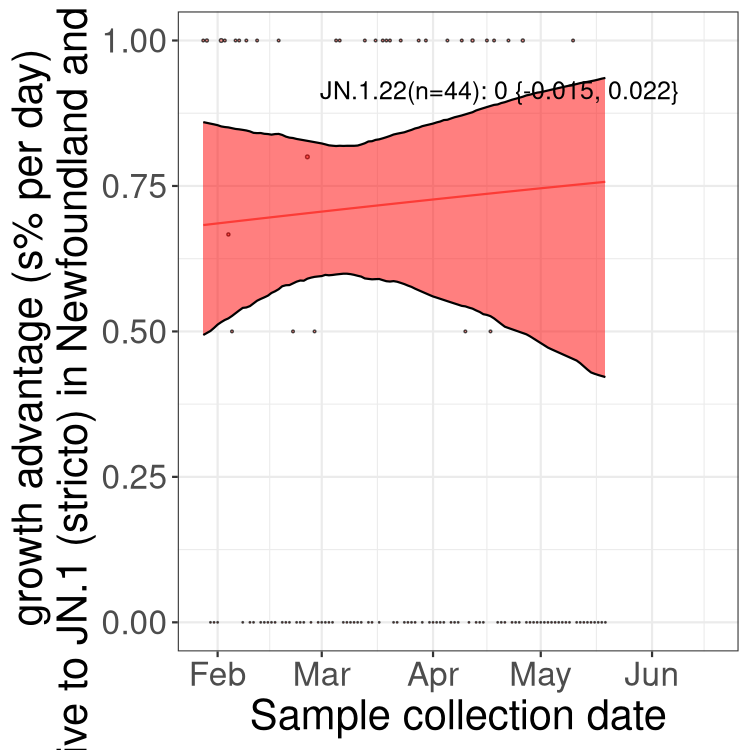 growth advantage (s% per day)
ive to JN.1 (stricto) in Newfoundland and
1.00
0.75
0.50
0.25
0.00
JN.1.22(n=44): 0 {-0.015, 0.022}
Feb Mar Apr May Jun
Sample collection date